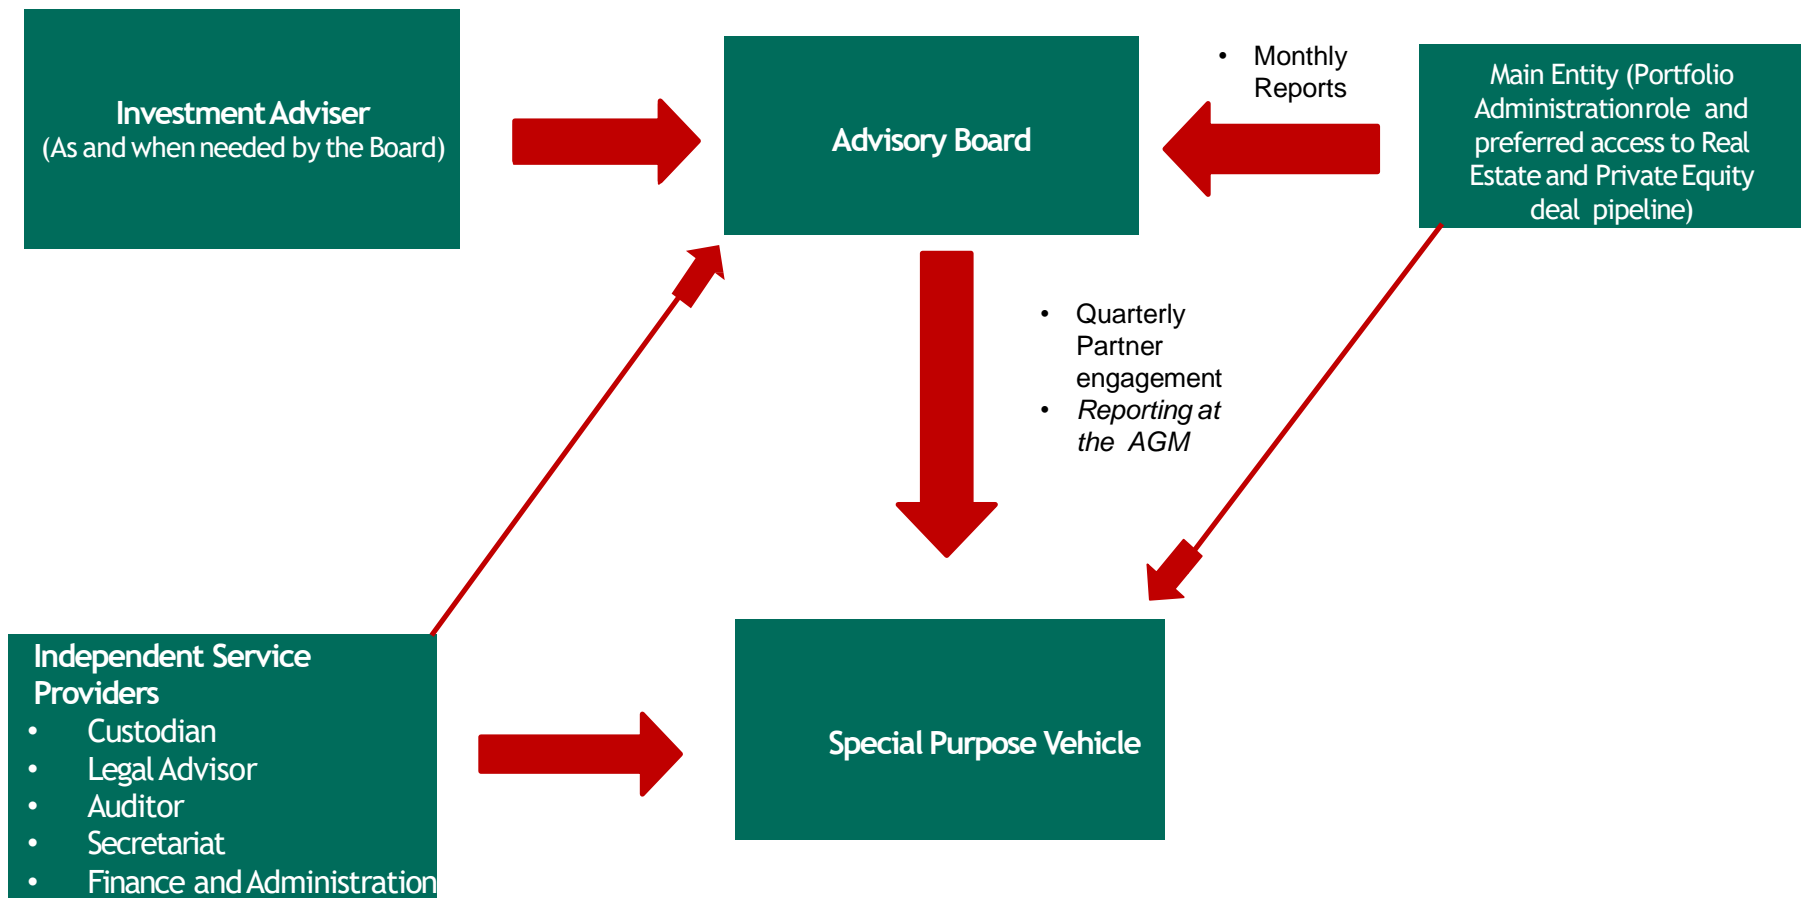 Investment Adviser
(As and when needed by the Board)
Advisory Board
• Monthly
Reports
Main Entity (Portfolio
Administrationrole and
preferred access to Real
Estate and Private Equity
deal pipeline)
• Quarterly
Partner
engagement
• Reporting at
the AGM
Independent Service
Providers
• Custodian
• Legal Advisor
• Auditor
• Secretariat
• Finance and Administration
Special Purpose Vehicle